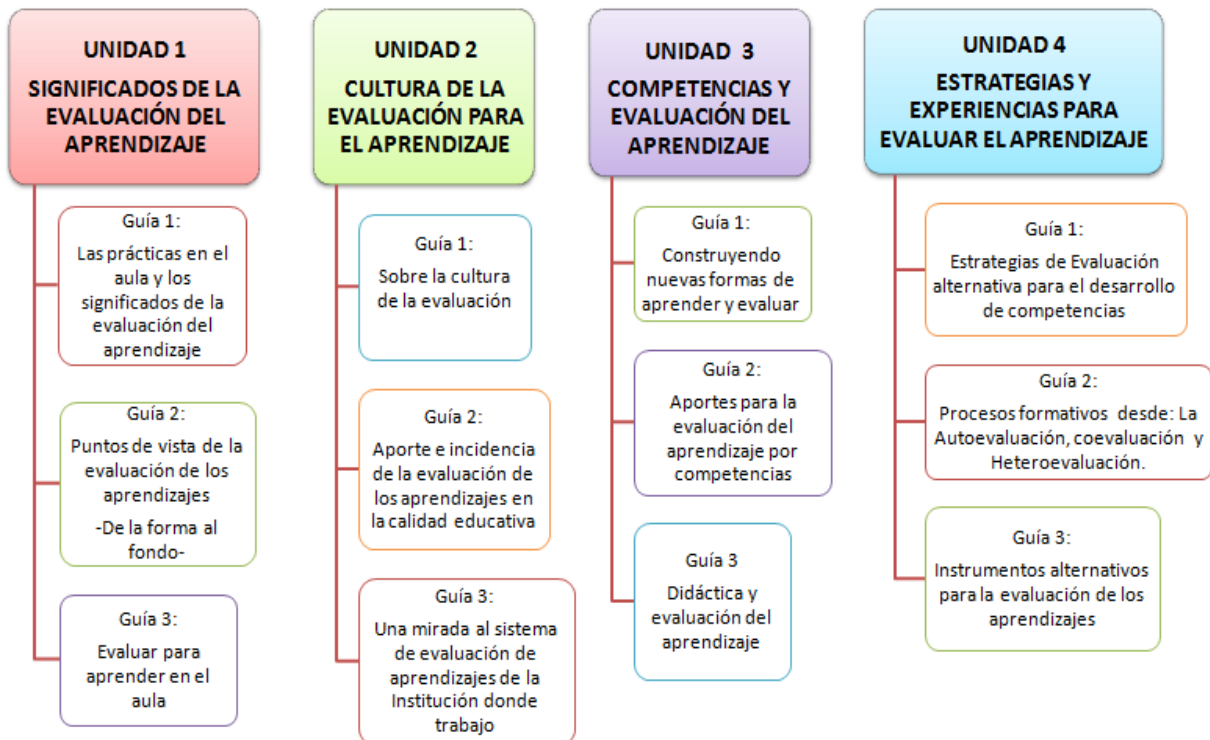 UNIDAD 1
SIGNIFICADOS DE LA
EVALUACIÓN DEL
APRENDIZAJE
Guía 1:
Las prácticas en el
aula y los
significados de la
evaluación del
aprendizaje
Guía 2:
Puntos de vista de la
evaluación de los
aprendizajes
-De la forma al
fondo-
Guía 3:
Evaluar para
aprender en el
aula
UNIDAD 2
CULTURA DE LA
EVALUACIÓN PARA
EL APRENDIZAJE
Guía 1:
Sobre la cultura
de la evaluación
Guía 2:
Aporte e incidencia
de la evaluación de
los aprendizajes en
la calidad educativa
Guía 3:
Una mirada al sistema
de evaluación de
aprendizajes de la
Institución donde
trabajo
UNIDAD 3
COMPETENCIAS Y
EVALUACIÓN DEL
APRENDIZAJE
Guía 1:
Construyendo
nuevas formas de
aprender y evaluar
Guía 2:
Aportes para la
evaluación del
aprendizaje por
competencias
Guía 3
Didáctica y
evaluación del
aprendizaje
UNIDAD 4
ESTRATEGIAS Y
EXPERIENCIAS PARA
EVALUAR EL APRENDIZAJE
Guía 1:
Estrategias de Evaluación
alternativa para el desarrollo
de competencias
Guía 2:
Procesos formativos desde: La
Autoevaluación, coevaluación y
Heteroevaluación.
Guía 3:
Instrumentos alternativos
para la evaluación de los
aprendizajes